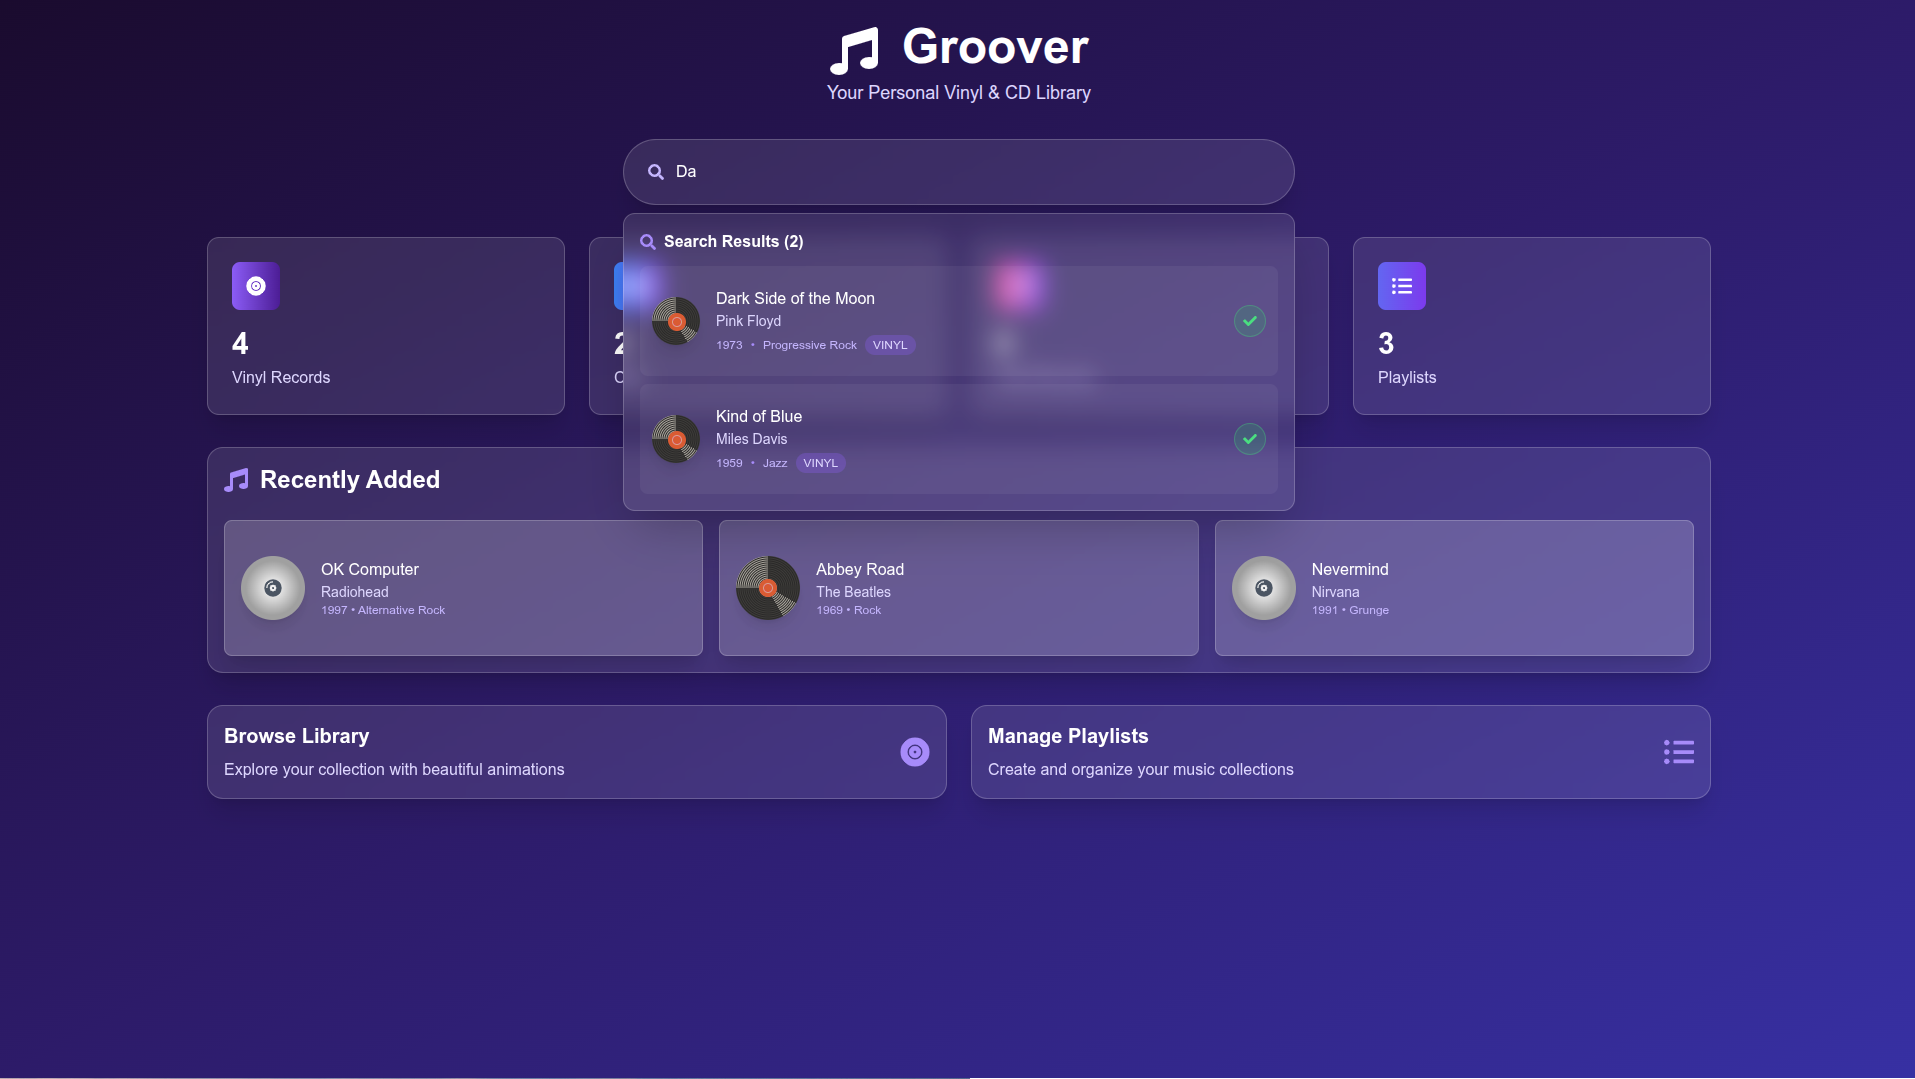 Groover
Your Personal Vinyl & CD Library
Da
Search Results (2)
Dark Side of the Moon
Pink Floyd
1973 • Progressive Rock VINYL
Kind of Blue
Miles Davis
1959 • Jazz VINYL
4
Vinyl Records
2
C
3
Playlists
Recently Added
OK Computer
Radiohead
1997 • Alternative Rock
Abbey Road
The Beatles
1969 • Rock
Nevermind
Nirvana
1991 • Grunge
Browse Library
Explore your collection with beautiful animations
Manage Playlists
Create and organize your music collections